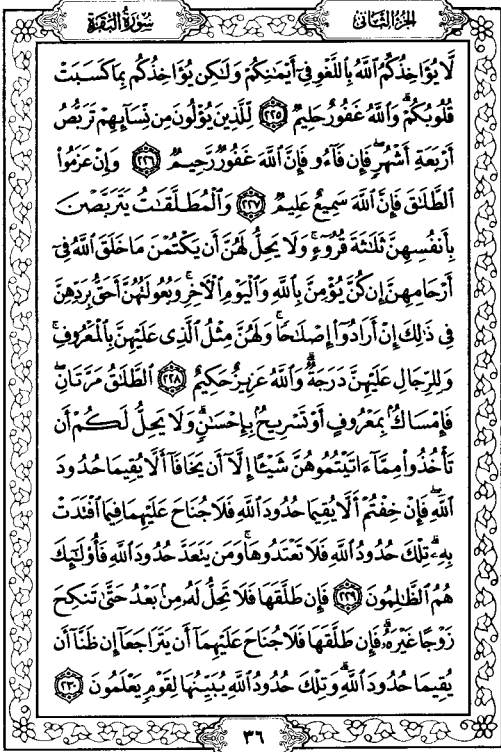 الجزء الثاني
سورة البقرة
لَّا يُؤَاخِذُكُمُ ٱللَّهُ بِٱللَّغْوِ فِىٓ أَيْمَٰنِكُمْ وَلَٰكِن يُؤَاخِذُكُم بِمَا كَسَبَتْ
قُلُوبُكُمْ ۗ وَٱللَّهُ غَفُورٌ حَلِيمٌ ﴿٢٢٥﴾ لِّلَّذِينَ يُؤْلُونَ مِن نِّسَآئِهِمْ تَرَبُّصُ
أَرْبَعَةِ أَشْهُرٍ ۖ فَإِن فَآءُو فَإِنَّ ٱللَّهَ غَفُورٌ رَّحِيمٌ ﴿٢٢٦﴾ وَإِنْ عَزَمُوا۟
ٱلطَّلَٰقَ فَإِنَّ ٱللَّهَ سَمِيعٌ عَلِيمٌ ﴿٢٢٧﴾ وَٱلْمُطَلَّقَٰتُ يَتَرَبَّصْنَ
بِأَنفُسِهِنَّ ثَلَٰثَةَ قُرُوٓءٍ ۚ وَلَا يَحِلُّ لَهُنَّ أَن يَكْتُمْنَ مَا خَلَقَ ٱللَّهُ فِىٓ
أَرْحَامِهِنَّ إِن كُنَّ يُؤْمِنَّ بِٱللَّهِ وَٱلْيَوْمِ ٱلْءَاخِرِ ۚ وَبُعُولَتُهُنَّ أَحَقُّ بِرَدِّهِنَّ
فِى ذَٰلِكَ إِنْ أَرَادُوٓا۟ إِصْلَٰحًا ۚ وَلَهُنَّ مِثْلُ ٱلَّذِى عَلَيْهِنَّ بِٱلْمَعْرُوفِ ۚ
وَلِلرِّجَالِ عَلَيْهِنَّ دَرَجَةٌ ۗ وَٱللَّهُ عَزِيزٌ حَكِيمٌ ﴿٢٢٨﴾ ٱلطَّلَٰقُ مَرَّتَانِ ۖ
فَإِمْسَاكٌۢ بِمَعْرُوفٍ أَوْ تَسْرِيحٌۢ بِإِحْسَٰنٍ ۗ وَلَا يَحِلُّ لَكُمْ أَن
تَأْخُذُوا۟ مِمَّآ ءَاتَيْتُمُوهُنَّ شَيْـًٔا إِلَّآ أَن يَخَافَآ أَلَّا يُقِيمَا حُدُودَ
ٱللَّهِ ۖ فَإِنْ خِفْتُمْ أَلَّا يُقِيمَا حُدُودَ ٱللَّهِ فَلَا جُنَاحَ عَلَيْهِمَا فِيمَا ٱفْتَدَتْ
بِهِۦ ۗ تِلْكَ حُدُودُ ٱللَّهِ فَلَا تَعْتَدُوهَا ۚ وَمَن يَتَعَدَّ حُدُودَ ٱللَّهِ فَأُو۟لَٰٓئِكَ
هُمُ ٱلظَّٰلِمُونَ ﴿٢٢٩﴾ فَإِن طَلَّقَهَا فَلَا تَحِلُّ لَهُۥ مِنۢ بَعْدُ حَتَّىٰ تَنكِحَ
زَوْجًا غَيْرَهُۥ ۗ فَإِن طَلَّقَهَا فَلَا جُنَاحَ عَلَيْهِمَآ أَن يَتَرَاجَعَآ إِن ظَنَّآ أَن
يُقِيمَا حُدُودَ ٱللَّهِ ۗ وَتِلْكَ حُدُودُ ٱللَّهِ يُبَيِّنُهَا لِقَوْمٍ يَعْلَمُونَ ﴿٢٣٠﴾
٣٦